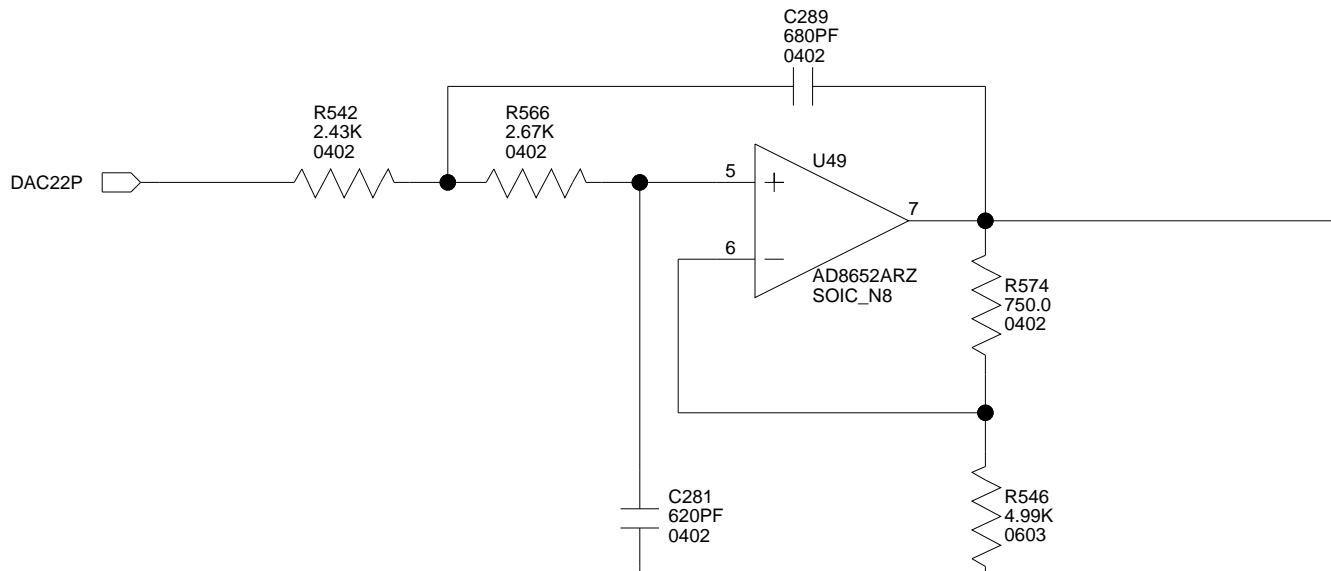 C289
680PF
0402
R542
2.43K
0402
R566
2.67K
0402
DAC22P
U49
5
+
7
6
−
AD8652ARZ
SOIC_N8
R574
750.0
0402
C281
620PF
0402
R546
4.99K
0603